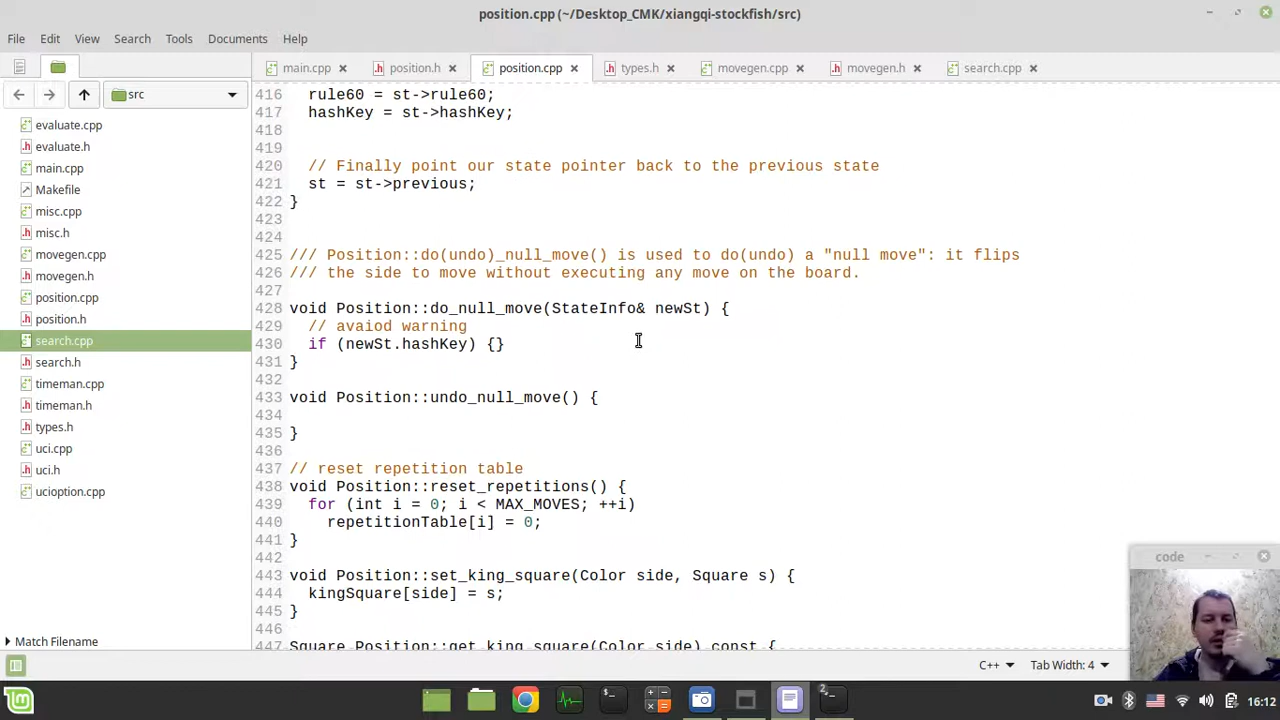 position.cpp (~/Desktop_CMK/xiangqi-stockfish/src)
File Edit View Search Tools Documents Help
main.cpp position.h position.cpp types.h movegen.cpp movegen.h search.cpp
src
evaluate.cpp
evaluate.h
main.cpp
Makefile
misc.cpp
misc.h
movegen.cpp
movegen.h
position.cpp
position.h
search.cpp
search.h
timeman.cpp
timeman.h
types.h
uci.cpp
uci.h
ucioption.cpp
Match Filename
416 rule60 = st->rule60;
417 hashKey = st->hashKey;
418
419
420 // Finally point our state pointer back to the previous state
421 st = st->previous;
422 }
423
424
425 /// Position::do(undo)_null_move() is used to do(undo) a "null move": it flips
426 /// the side to move without executing any move on the board.
427
428 void Position::do_null_move(StateInfo& newSt) {
429 // avaiod warning
430 if (newSt.hashKey) {}
431 }
432
433 void Position::undo_null_move() {
434
435 }
436
437 // reset repetition table
438 void Position::reset_repetitions() {
439 for (int i = 0; i < MAX_MOVES; ++i)
440 repetitionTable[i] = 0;
441 }
442
443 void Position::set_king_square(Color side, Square s) {
444 kingSquare[side] = s;
445 }
446
447 Square Position::get_king_square(Color side) const {
code
C++ Tab Width: 4
16:12